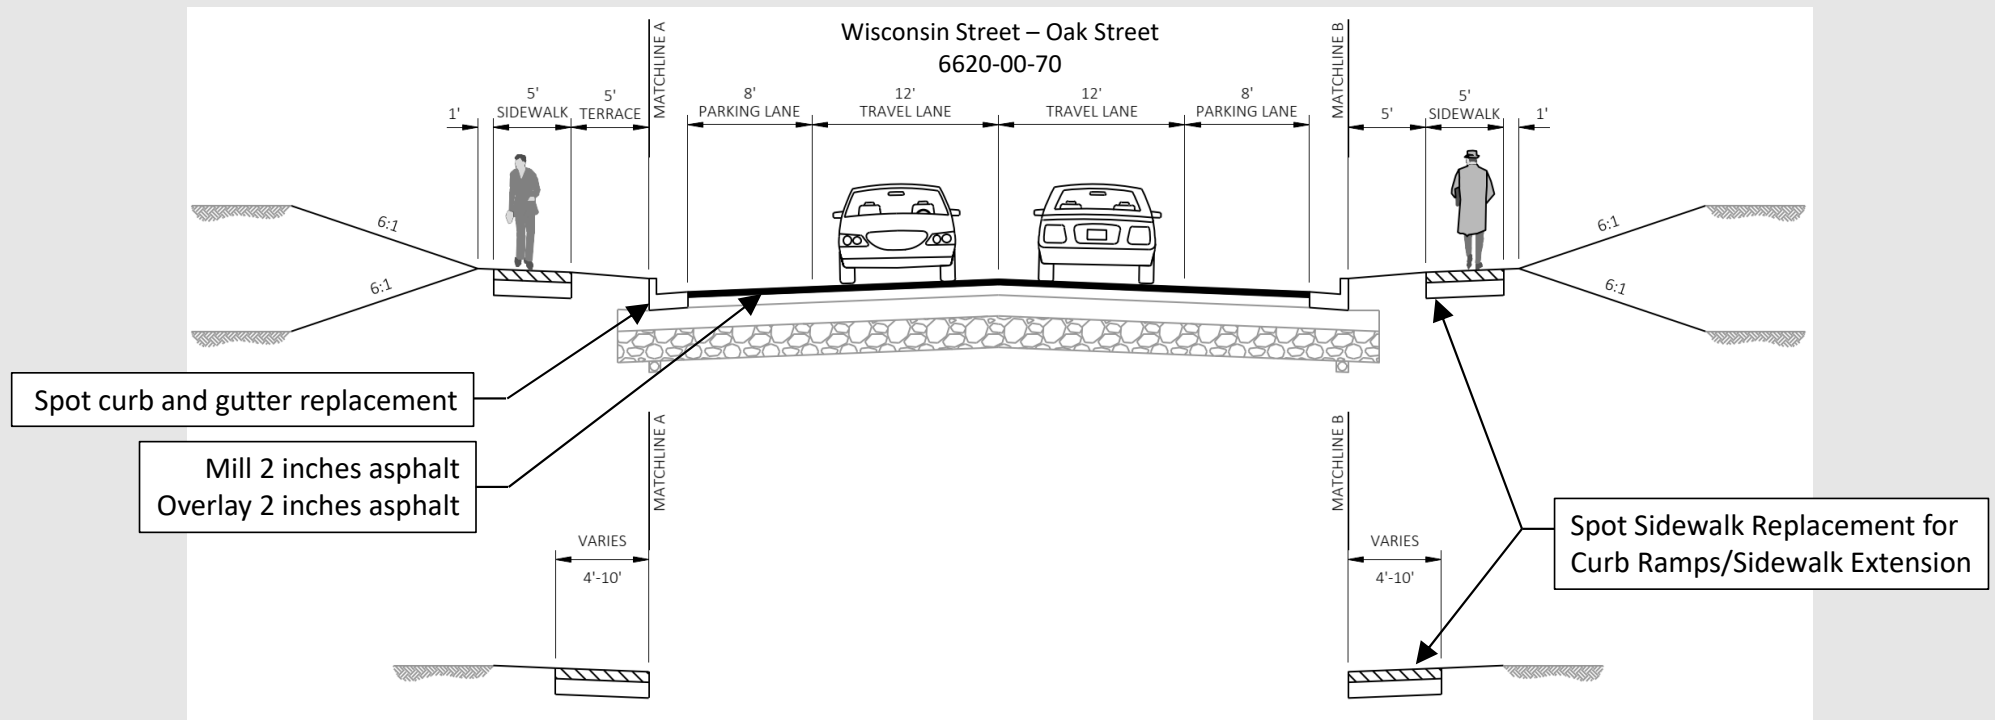 Wisconsin Street – Oak Street
6620-00-70
MATCHLINE A
MATCHLINE B
1'
5'
SIDEWALK
5'
TERRACE
8'
PARKING LANE
12'
TRAVEL LANE
12'
TRAVEL LANE
8'
PARKING LANE
5'
5'
SIDEWALK
1'
6:1
6:1
6:1
6:1
Spot curb and gutter replacement
Mill 2 inches asphalt
Overlay 2 inches asphalt
MATCHLINE A
MATCHLINE B
Spot Sidewalk Replacement for
Curb Ramps/Sidewalk Extension
VARIES
4'-10'
VARIES
4'-10'